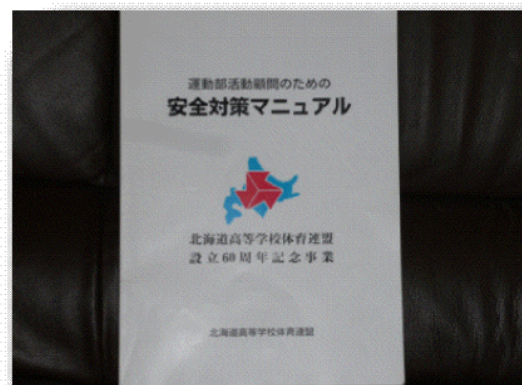 運動部活動顧問のための
安全対策マニュアル
北海道高等学校体育連盟
設立60周年記念事業
北海道高等学校体育連盟